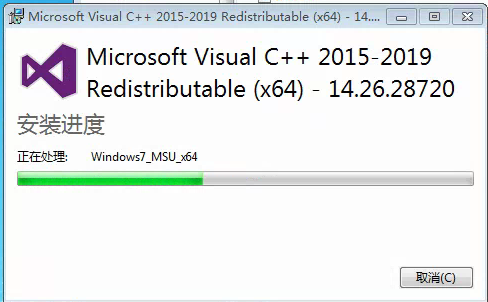 Microsoft Visual C++ 2015-2019 Redistributable (x64) - 14....
Microsoft Visual C++ 2015-2019
Redistributable (x64) - 14.26.28720
安装进度
正在处理: Windows7_MSU_x64
取消(C)